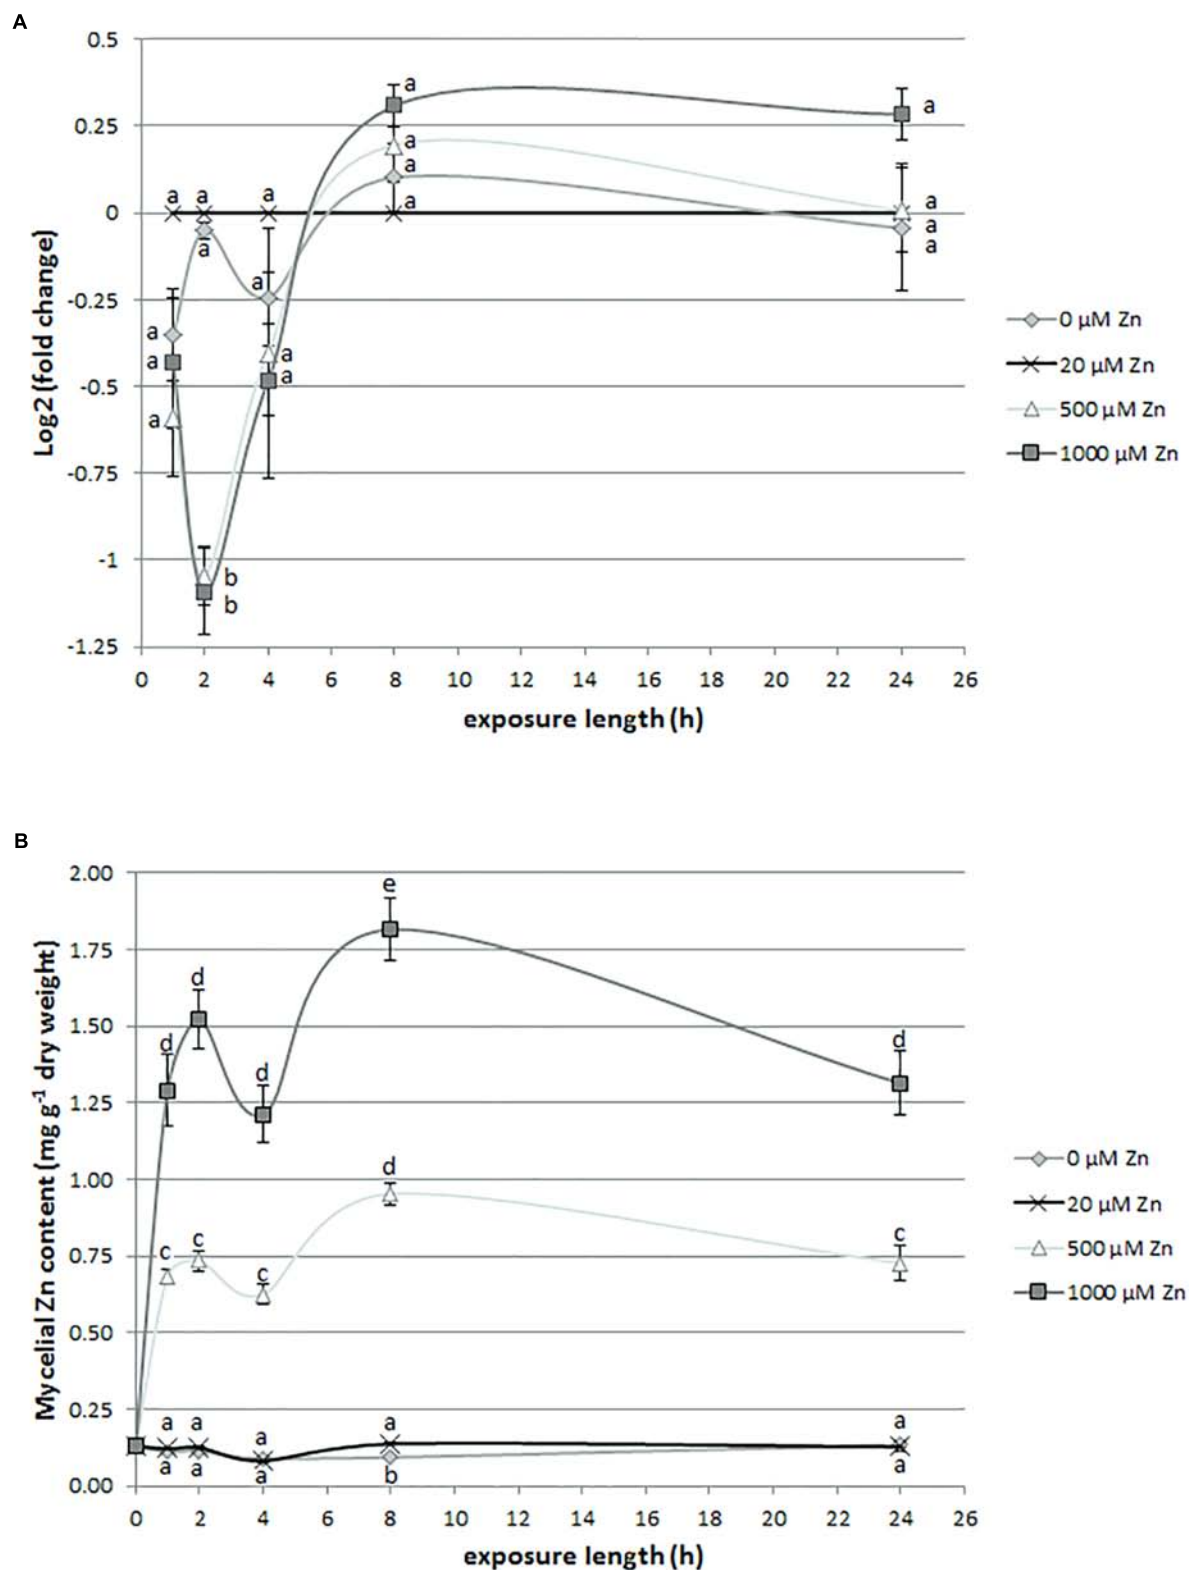 A
Log2 (fold change)
0.5
0.25
0
-0.25
-0.5
-0.75
-1
-1.25
a a a a a
a a a
a a a
a a a
a a a
a a
b
b
0 2 4 6 8 10 12 14 16 18 20 22 24 26
exposure length (h)
0 µM Zn
20 µM Zn
500 µM Zn
1000 µM Zn
B
Mycelial Zn content (mg g-1 dry weight)
2.00
1.75
1.50
1.25
1.00
0.75
0.50
0.25
0.00
e
d d d d
d
c c c c
a a a a a
a a a b a
0 2 4 6 8 10 12 14 16 18 20 22 24 26
exposure length (h)
0 µM Zn
20 µM Zn
500 µM Zn
1000 µM Zn